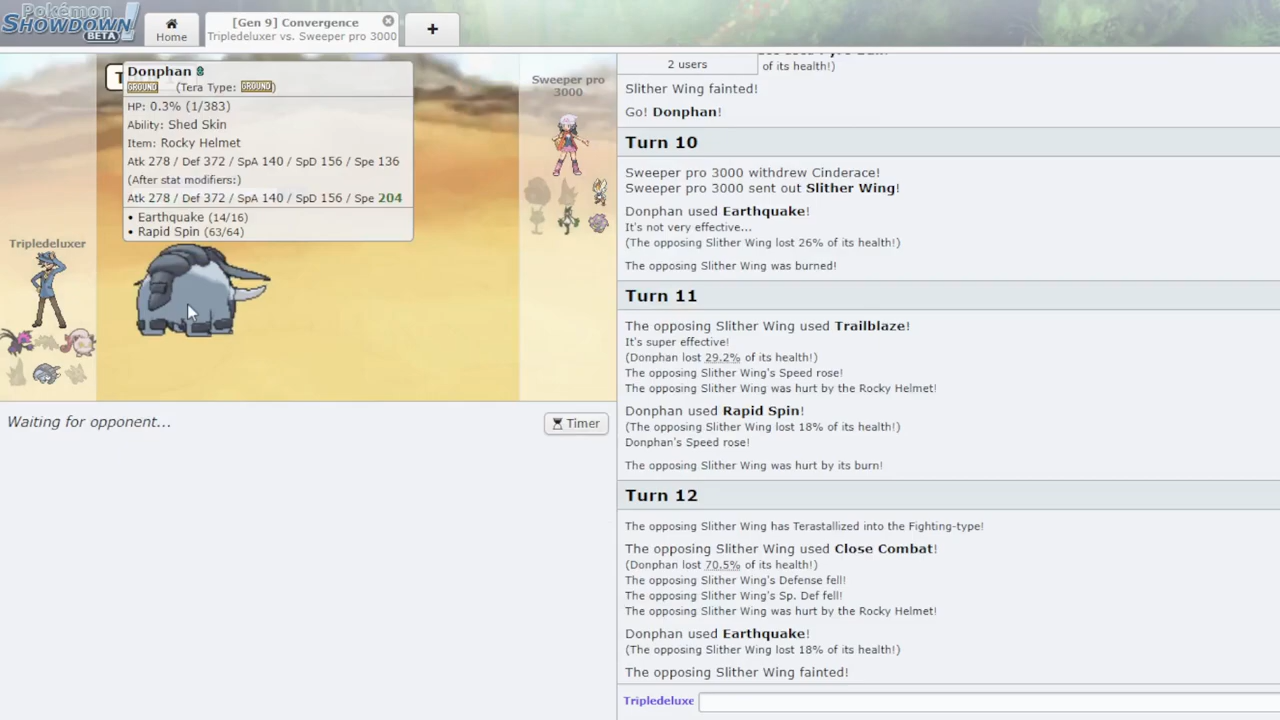 Pokémon
SHOWDOWN!
BETA
Home
[Gen 9] Convergence
Tripledeluxer vs. Sweeper pro 3000
+
Donphan
GROUND (Tera Type: GROUND)
HP: 0.3% (1/383)
Ability: Shed Skin
Item: Rocky Helmet
Atk 278 / Def 372 / SpA 140 / SpD 156 / Spe 136
(After stat modifiers:)
Atk 278 / Def 372 / SpA 140 / SpD 156 / Spe 204
• Earthquake (14/16)
• Rapid Spin (63/64)
Sweeper pro
3000
Tripledeluxer
Waiting for opponent...
Timer
2 users
of its health!)
Slither Wing fainted!
Go! Donphan!
Turn 10
Sweeper pro 3000 withdrew Cinderace!
Sweeper pro 3000 sent out Slither Wing!
Donphan used Earthquake!
It's not very effective...
(The opposing Slither Wing lost 26% of its health!)
The opposing Slither Wing was burned!
Turn 11
The opposing Slither Wing used Trailblaze!
It's super effective!
(Donphan lost 29.2% of its health!)
The opposing Slither Wing's Speed rose!
The opposing Slither Wing was hurt by the Rocky Helmet!
Donphan used Rapid Spin!
(The opposing Slither Wing lost 18% of its health!)
Donphan's Speed rose!
The opposing Slither Wing was hurt by its burn!
Turn 12
The opposing Slither Wing has Terastallized into the Fighting-type!
The opposing Slither Wing used Close Combat!
(Donphan lost 70.5% of its health!)
The opposing Slither Wing's Defense fell!
The opposing Slither Wing's Sp. Def fell!
The opposing Slither Wing was hurt by the Rocky Helmet!
Donphan used Earthquake!
(The opposing Slither Wing lost 18% of its health!)
The opposing Slither Wing fainted!
Tripledeluxe